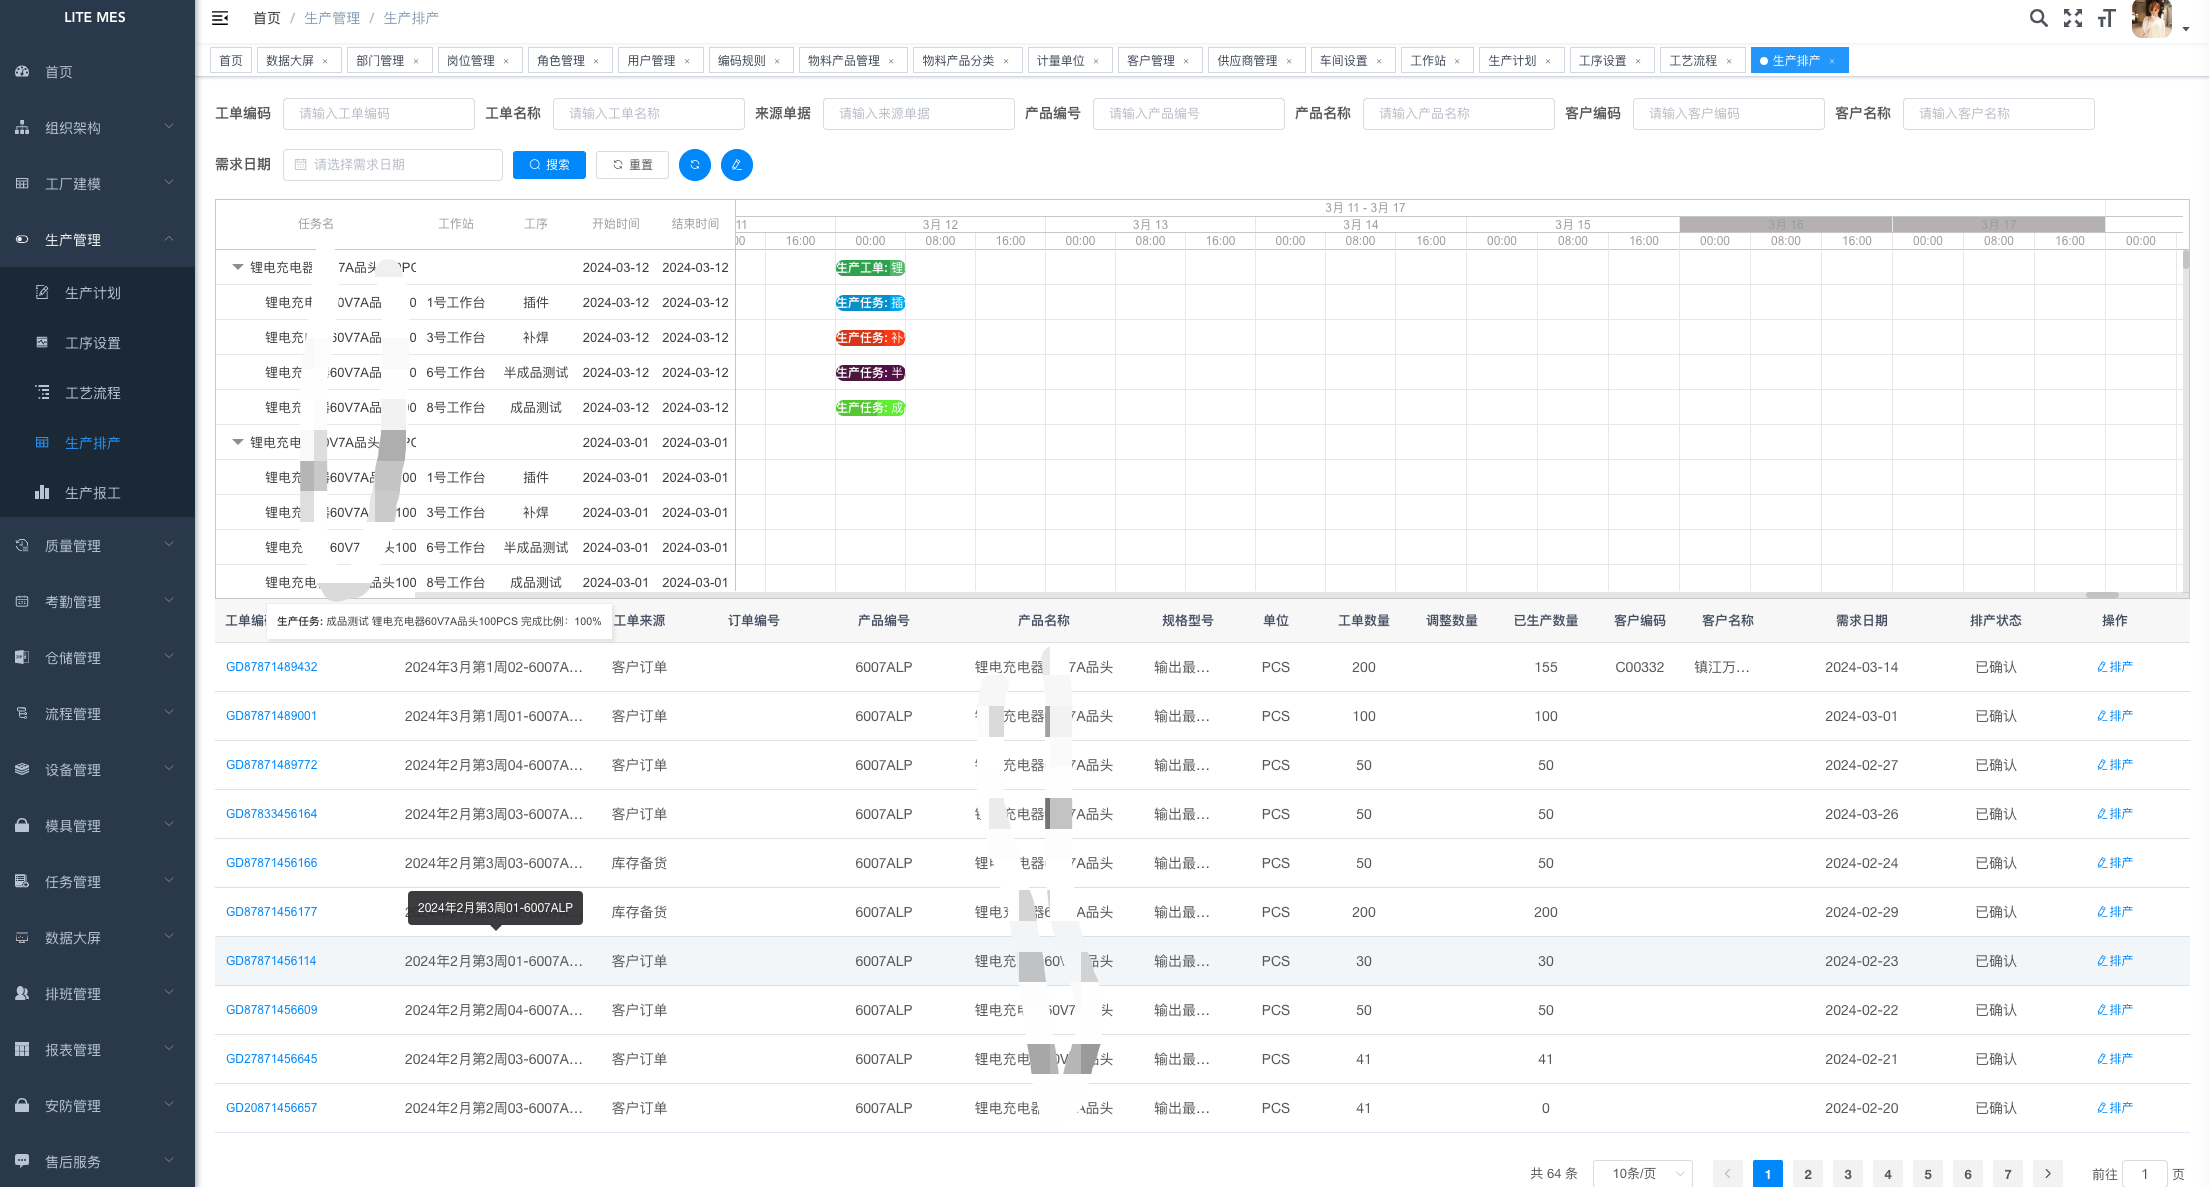 LITE MES
首页
组织架构
工厂建模
生产管理
生产计划
工序设置
工艺流程
生产排产
生产报工
质量管理
考勤管理
仓储管理
流程管理
设备管理
模具管理
任务管理
数据大屏
排班管理
报表管理
安防管理
售后服务
首页 / 生产管理 / 生产排产
首页 数据大屏 × 部门管理 × 岗位管理 × 角色管理 × 用户管理 × 编码规则 × 物料产品管理 × 物料产品分类 × 计量单位 × 客户管理 × 供应商管理 × 车间设置 × 工作站 × 生产计划 × 工序设置 × 工艺流程 × 生产排产 ×
工单编码 请输入工单编码 工单名称 请输入工单名称 来源单据 请输入来源单据 产品编号 请输入产品编号 产品名称 请输入产品名称 客户编码 请输入客户编码 客户名称 请输入客户名称
需求日期 请选择需求日期 搜索 重置
任务名 工作站 工序 开始时间 结束时间
3月 11 - 3月 17
11 3月 12 3月 13 3月 14 3月 15 3月 16 3月 17
00 16:00 00:00 08:00 16:00 00:00 08:00 16:00 00:00 08:00 16:00 00:00 08:00 16:00 00:00 08:00 16:00 00:00 08:00 16:00 00:00
锂电充电器 7A品头 PC 2024-03-12 2024-03-12 生产工单: 锂
锂电充电 0V7A品 0 1号工作台 插件 2024-03-12 2024-03-12 生产任务: 插
锂电充 60V7A品 0 3号工作台 补焊 2024-03-12 2024-03-12 生产任务: 补
锂电充 器60V7A品 0 6号工作台 半成品测试 2024-03-12 2024-03-12 生产任务: 半
锂电充 器60V7A品 00 8号工作台 成品测试 2024-03-12 2024-03-12 生产任务: 成
锂电充电 0V7A品头 PC 2024-03-01 2024-03-01
锂电充 器60V7A品 100 1号工作台 插件 2024-03-01 2024-03-01
锂电充 器60V7A品 100 3号工作台 补焊 2024-03-01 2024-03-01
锂电充 60V7 头100 6号工作台 半成品测试 2024-03-01 2024-03-01
锂电充电 品头100 8号工作台 成品测试 2024-03-01 2024-03-01
工单编 工单来源 订单编号 产品编号 产品名称 规格型号 单位 工单数量 调整数量 已生产数量 客户编码 客户名称 需求日期 排产状态 操作
生产任务: 成品测试 锂电充电器60V7A品头100PCS 完成比例：100%
GD87871489432 2024年3月第1周02-6007A... 客户订单 6007ALP 锂电充电器 7A品头 输出最... PCS 200 155 C00332 镇江万... 2024-03-14 已确认 排产
GD87871489001 2024年3月第1周01-6007A... 客户订单 6007ALP 充电器 7A品头 输出最... PCS 100 100 2024-03-01 已确认 排产
GD87871489772 2024年2月第3周04-6007A... 客户订单 6007ALP 充电器 7A品头 输出最... PCS 50 50 2024-02-27 已确认 排产
GD87833456164 2024年2月第3周03-6007A... 客户订单 6007ALP 充电器 7A品头 输出最... PCS 50 50 2024-03-26 已确认 排产
GD87871456166 2024年2月第3周03-6007A... 库存备货 6007ALP 锂 电器 7A品头 输出最... PCS 50 50 2024-02-24 已确认 排产
2024年2月第3周01-6007ALP
GD87871456177 库存备货 6007ALP 锂电 器6 A品头 输出最... PCS 200 200 2024-02-29 已确认 排产
GD87871456114 2024年2月第3周01-6007A... 客户订单 6007ALP 锂电充 60V 品头 输出最... PCS 30 30 2024-02-23 已确认 排产
GD87871456609 2024年2月第2周04-6007A... 客户订单 6007ALP 锂电充电 60V7 品头 输出最... PCS 50 50 2024-02-22 已确认 排产
GD27871456645 2024年2月第2周03-6007A... 客户订单 6007ALP 锂电充电 0V 品头 输出最... PCS 41 41 2024-02-21 已确认 排产
GD20871456657 2024年2月第2周03-6007A... 客户订单 6007ALP 锂电充电器 A品头 输出最... PCS 41 0 2024-02-20 已确认 排产
共 64 条 10条/页 1 2 3 4 5 6 7 前往 1 页